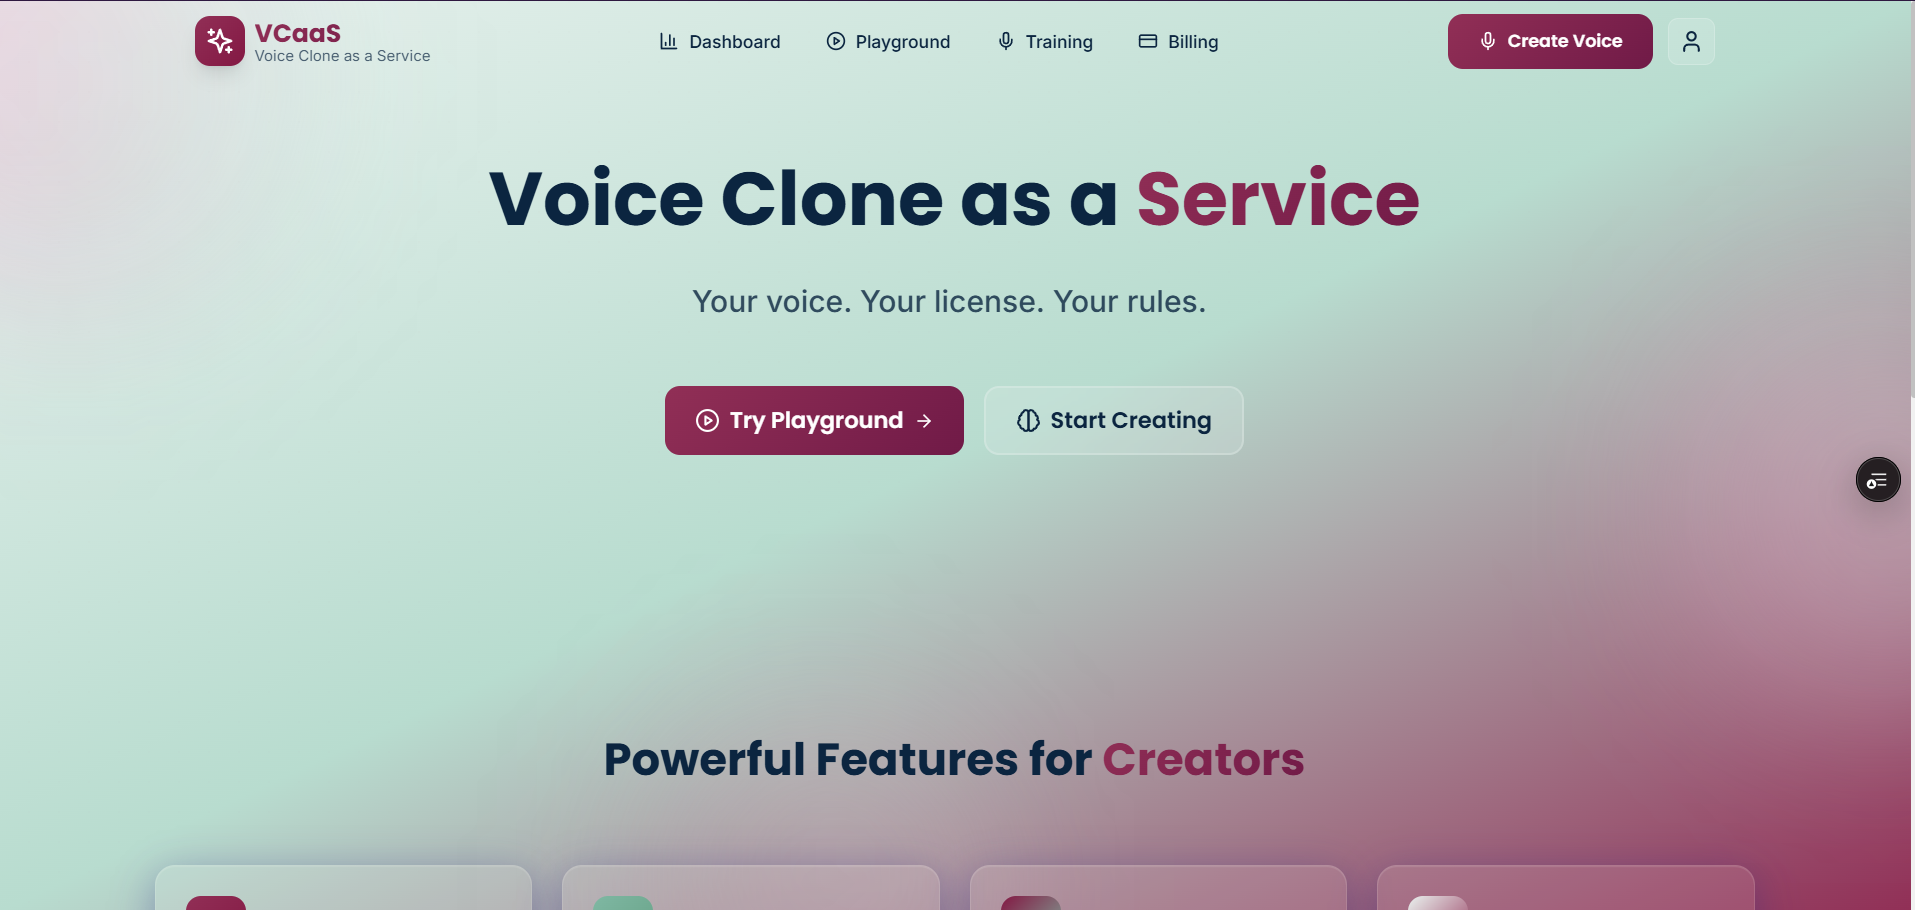 VCaaS
Voice Clone as a Service
Dashboard
Playground
Training
Billing
Create Voice
Voice Clone as a Service
Your voice. Your license. Your rules.
Try Playground →
Start Creating
Powerful Features for Creators